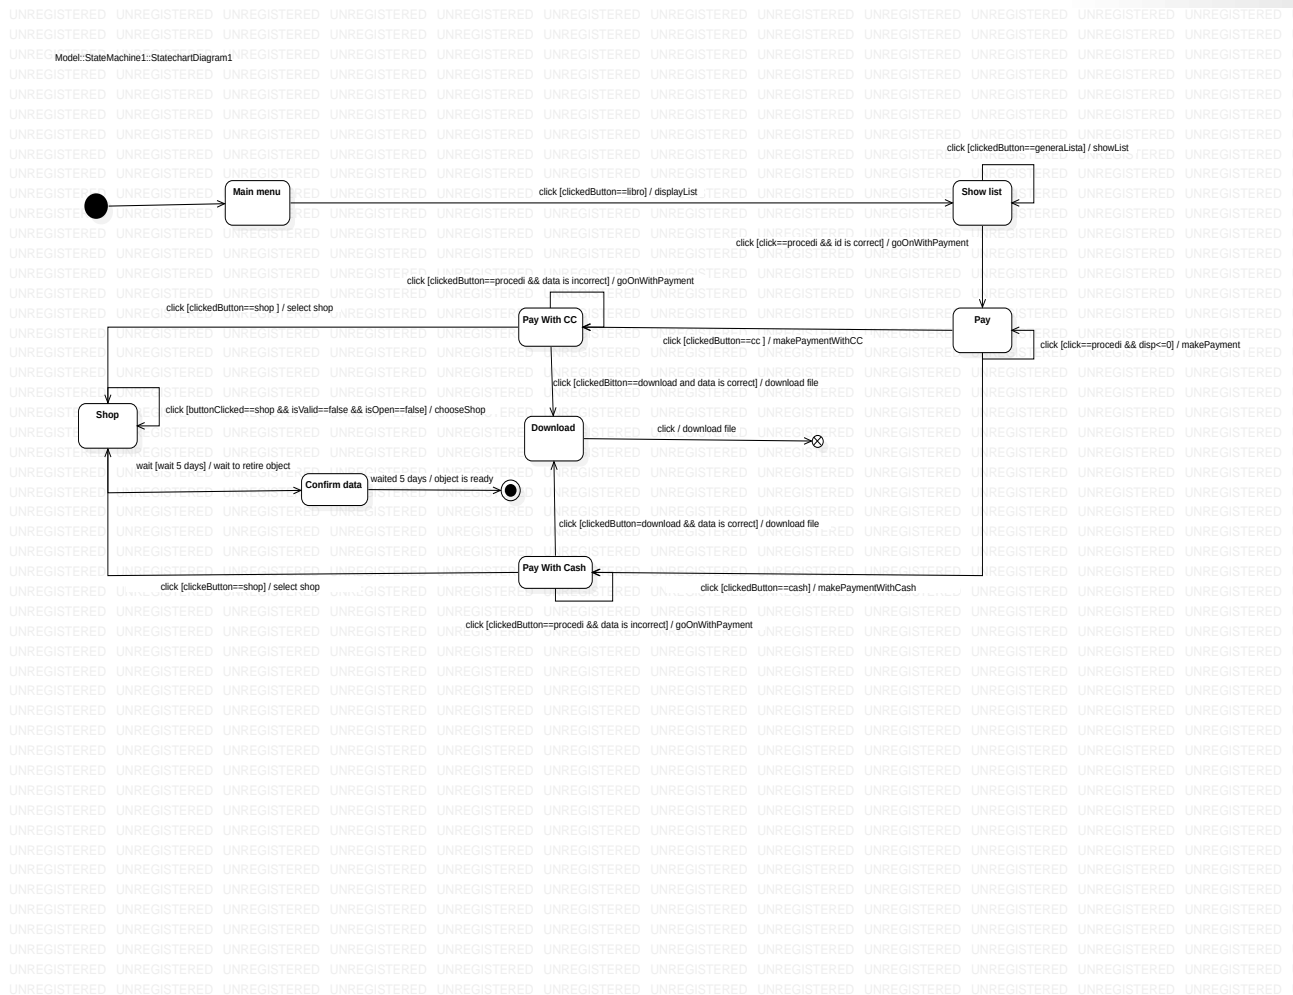 Model::StateMachine1::StatechartDiagram1
click [clickedButton==generaLista] / showList
Main menu
click [clickedButton==libro] / displayList
Show list
click [click==procedi && id is correct] / goOnWithPayment
click [clickedButton==procedi && data is incorrect] / goOnWithPayment
click [clickedButton==shop ] / select shop
Pay With CC
Pay
click [clickedButton==cc ] / makePaymentWithCC
click [click==procedi && disp<=0] / makePayment
click [clickedBitton==download and data is correct] / download file
Shop
click [buttonClicked==shop && isValid==false && isOpen==false] / chooseShop
Download
click / download file
wait [wait 5 days] / wait to retire object
Confirm data
waited 5 days / object is ready
click [clickedButton=download && data is correct] / download file
Pay With Cash
click [clickeButton==shop] / select shop
click [clickedButton==cash] / makePaymentWithCash
click [clickedButton==procedi && data is incorrect] / goOnWithPayment
UNREGISTERED